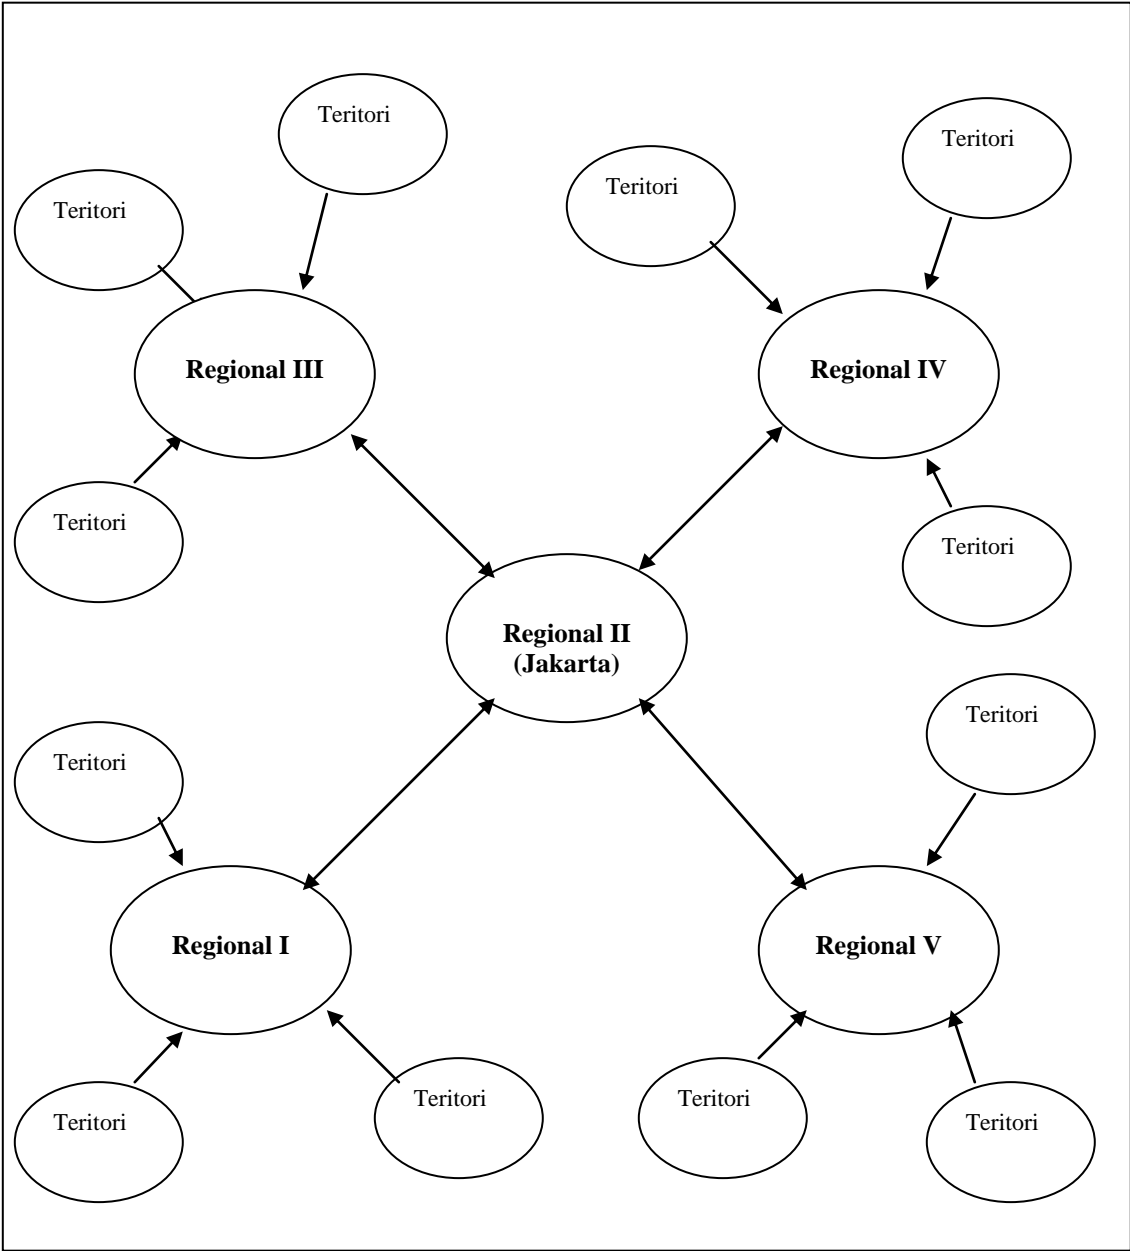 Teritori
Teritori
Teritori
Teritori
Regional III
Regional IV
Teritori
Teritori
Regional II
(Jakarta)
Teritori
Teritori
Regional I
Regional V
Teritori
Teritori
Teritori
Teritori